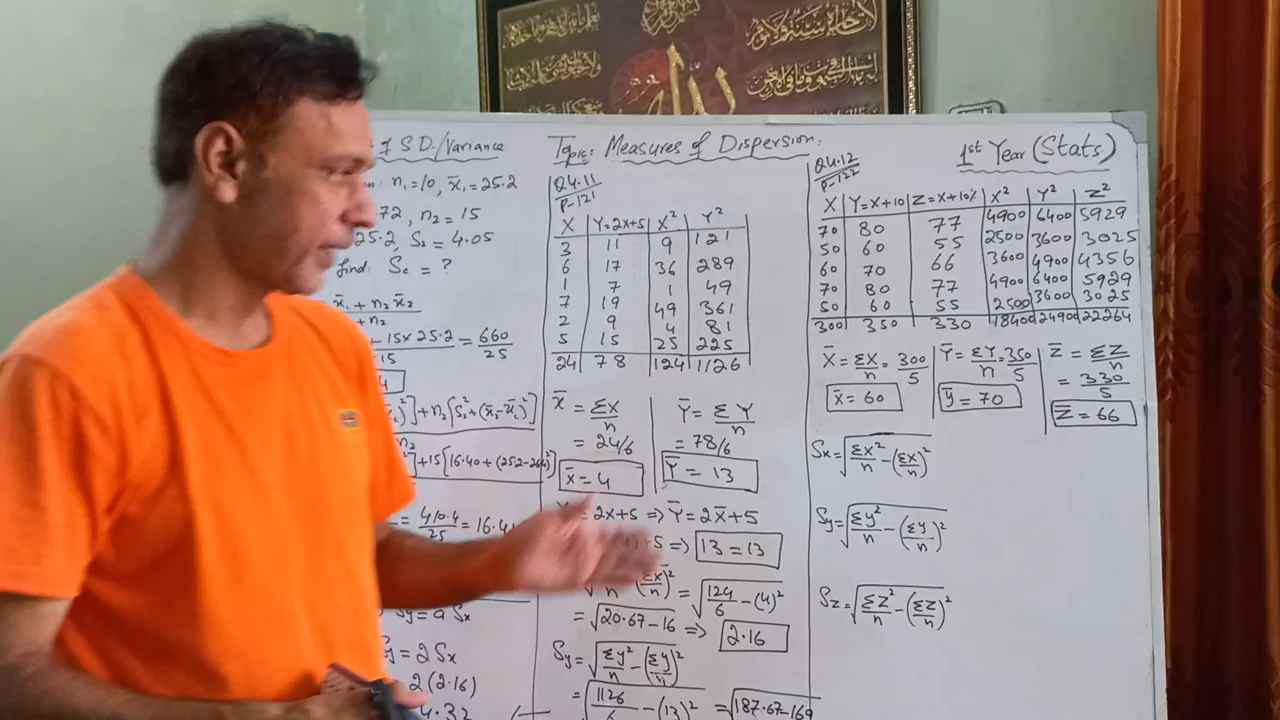 of S.D./Variance
n₁=10, x̄₁=25.2
72, n₂=15
25.2 S₂=4.05
find: Sc = ?
x̄₁+n₂x̄₂
+n₂
+15x25.2 = 660/25
-15
]+n₂[S₂²+(x̄₂-x̄c)²]
n₂
]+15[16.40+(25.2-26.4)²]
= 410.4/25 = 16.41
Sy=aSx
Sy=2Sx
2(2.16)
4.32
Topic: Measures of Dispersion.
1st Year (Stats)
Q4.11
P-121
X | Y=2X+5 | X² | Y²
3 | 11 | 9 | 121
6 | 17 | 36 | 289
1 | 7 | 1 | 49
7 | 19 | 49 | 361
2 | 9 | 4 | 81
5 | 15 | 25 | 225
24 | 78 | 124 | 1126
X̄ = ΣX/n
= 24/6
x̄=4
Ȳ = ΣY/n
= 78/6
Ȳ = 13
= 2X+5 => Ȳ=2X̄+5
+5 => 13=13
(ΣX/n)² = √124/6-(4)²
= √20.67-16 => 2.16
Sy = √Σy²/n-(Σy/n)²
= √1126/6-(13)² = √187.67-169
Q4.12
P-122
X | Y=X+10 | Z=X+10% | X² | Y² | Z²
70 | 80 | 77 | 4900 | 6400 | 5929
50 | 60 | 55 | 2500 | 3600 | 3025
60 | 70 | 66 | 3600 | 4900 | 4356
70 | 80 | 77 | 4900 | 6400 | 5929
50 | 60 | 55 | 2500 | 3600 | 3025
300 | 350 | 330 | 18400 | 24900 | 22264
X̄=ΣX/n=300/5
x̄=60
Ȳ=ΣY/n=350/5
ȳ=70
Z̄ = ΣZ/n
= 330/5
Z̄=66
Sx=√Σx²/n-(Σx/n)²
Sy=√Σy²/n-(Σy/n)²
Sz=√Σz²/n-(Σz/n)²